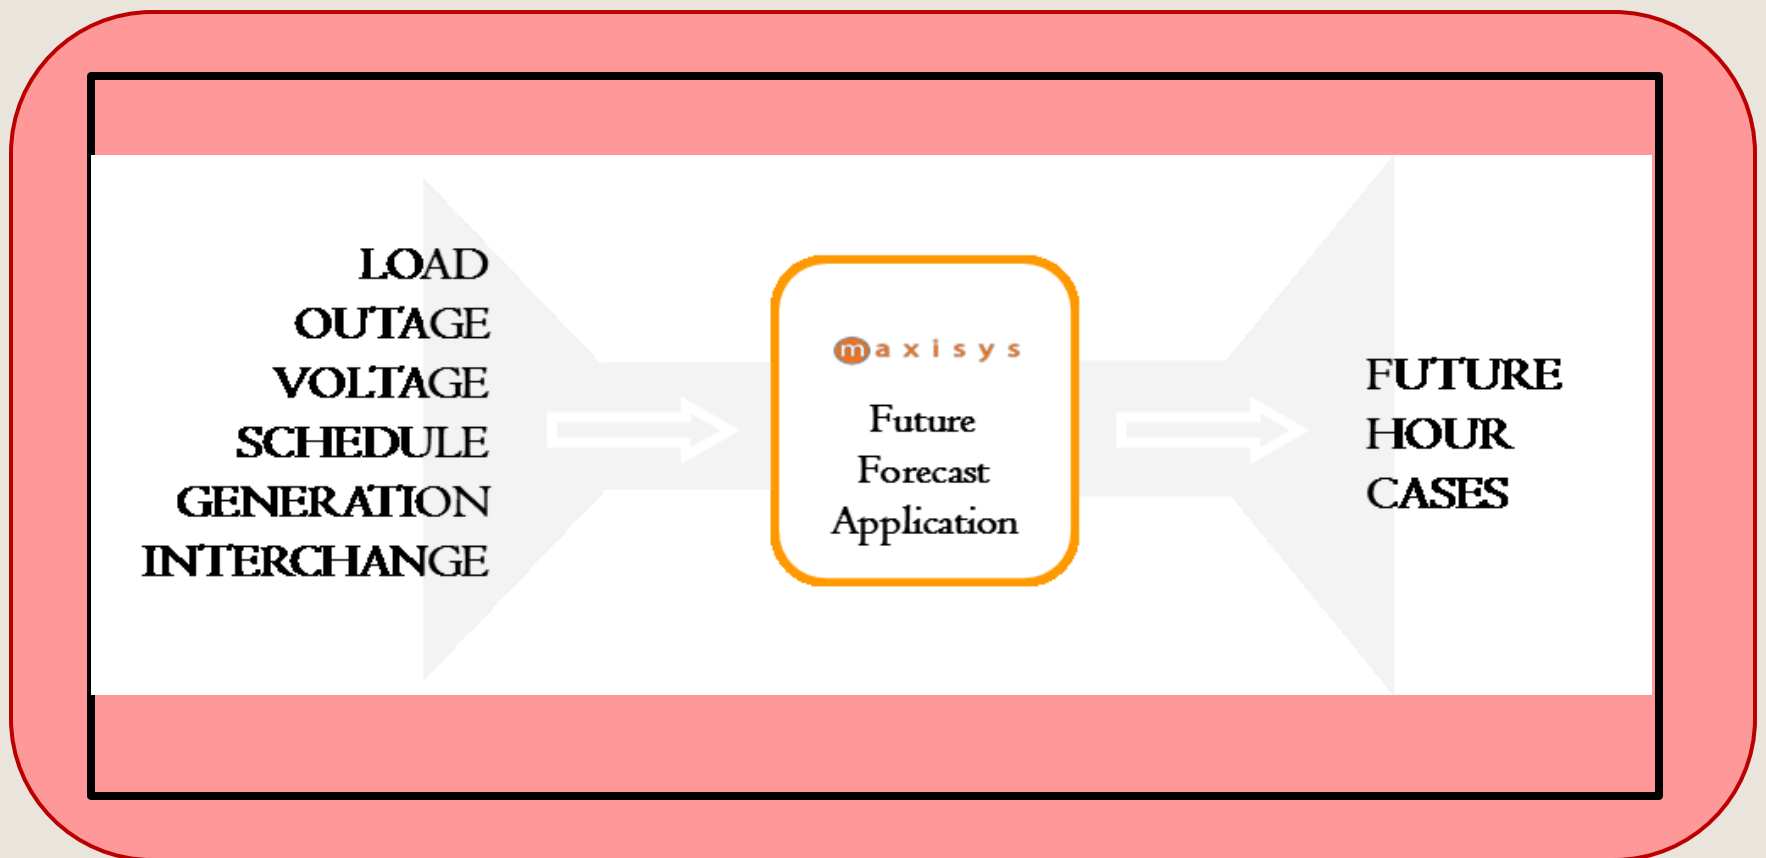 LOAD
OUTAGE
VOLTAGE
SCHEDULE
GENERATION
INTERCHANGE
maxisys
Future
Forecast
Application
FUTURE
HOUR
CASES